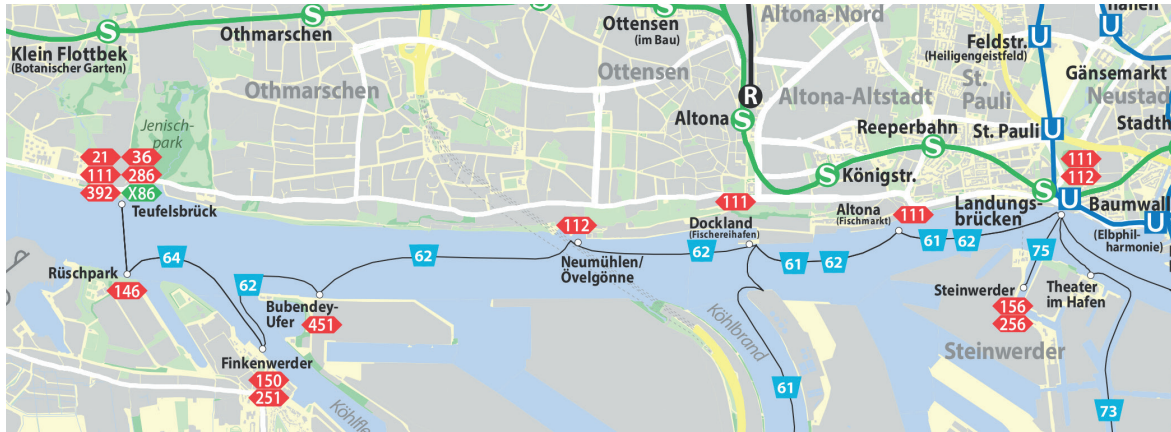 Klein Flottbek
(Botanischer Garten)
S
Othmarschen
S
Othmarschen
S
Ottensen
(im Bau)
S
Ottensen
Altona-Nord
R
Altona
S
Altona-Altstadt
Reeperbahn
S
Königstr.
S
Feldstr.
(Heiligengeistfeld)
U
U
St.
Pauli
Gänsemarkt
Neustad
Stadth
St. Pauli
U
S
Jenisch-
park
21
36
111
286
392
X86
Teufelsbrück
Rüschpark
146
64
62
Bubendey-
Ufer
451
Finkenwerder
150
251
62
112
Neumühlen/
Övelgönne
62
111
Dockland
(Fischereihafen)
61
62
Altona
(Fischmarkt)
111
61
62
Landungs-
brücken
S
U
111
112
Baumwall
U
(Elbphil-
harmonie)
75
Steinwerder
156
256
Steinwerder
Theater
im Hafen
Köhlbrand
61
73